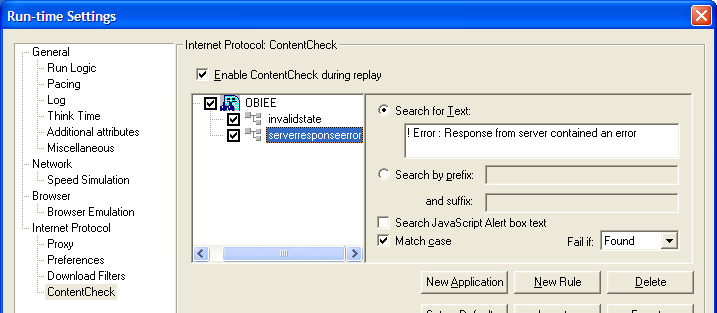 Run-time Settings
General
Run Logic
Pacing
Log
Think Time
Additional attributes
Miscellaneous
Network
Speed Simulation
Browser
Browser Emulation
Internet Protocol
Proxy
Preferences
Download Filters
ContentCheck
Internet Protocol: ContentCheck
Enable ContentCheck during replay
OBIEE
invalidstate
serverresponseerror
Search for Text:
! Error : Response from server contained an error
Search by prefix:
and suffix:
Search JavaScript Alert box text
Match case
Fail if: Found
New Application New Rule Delete